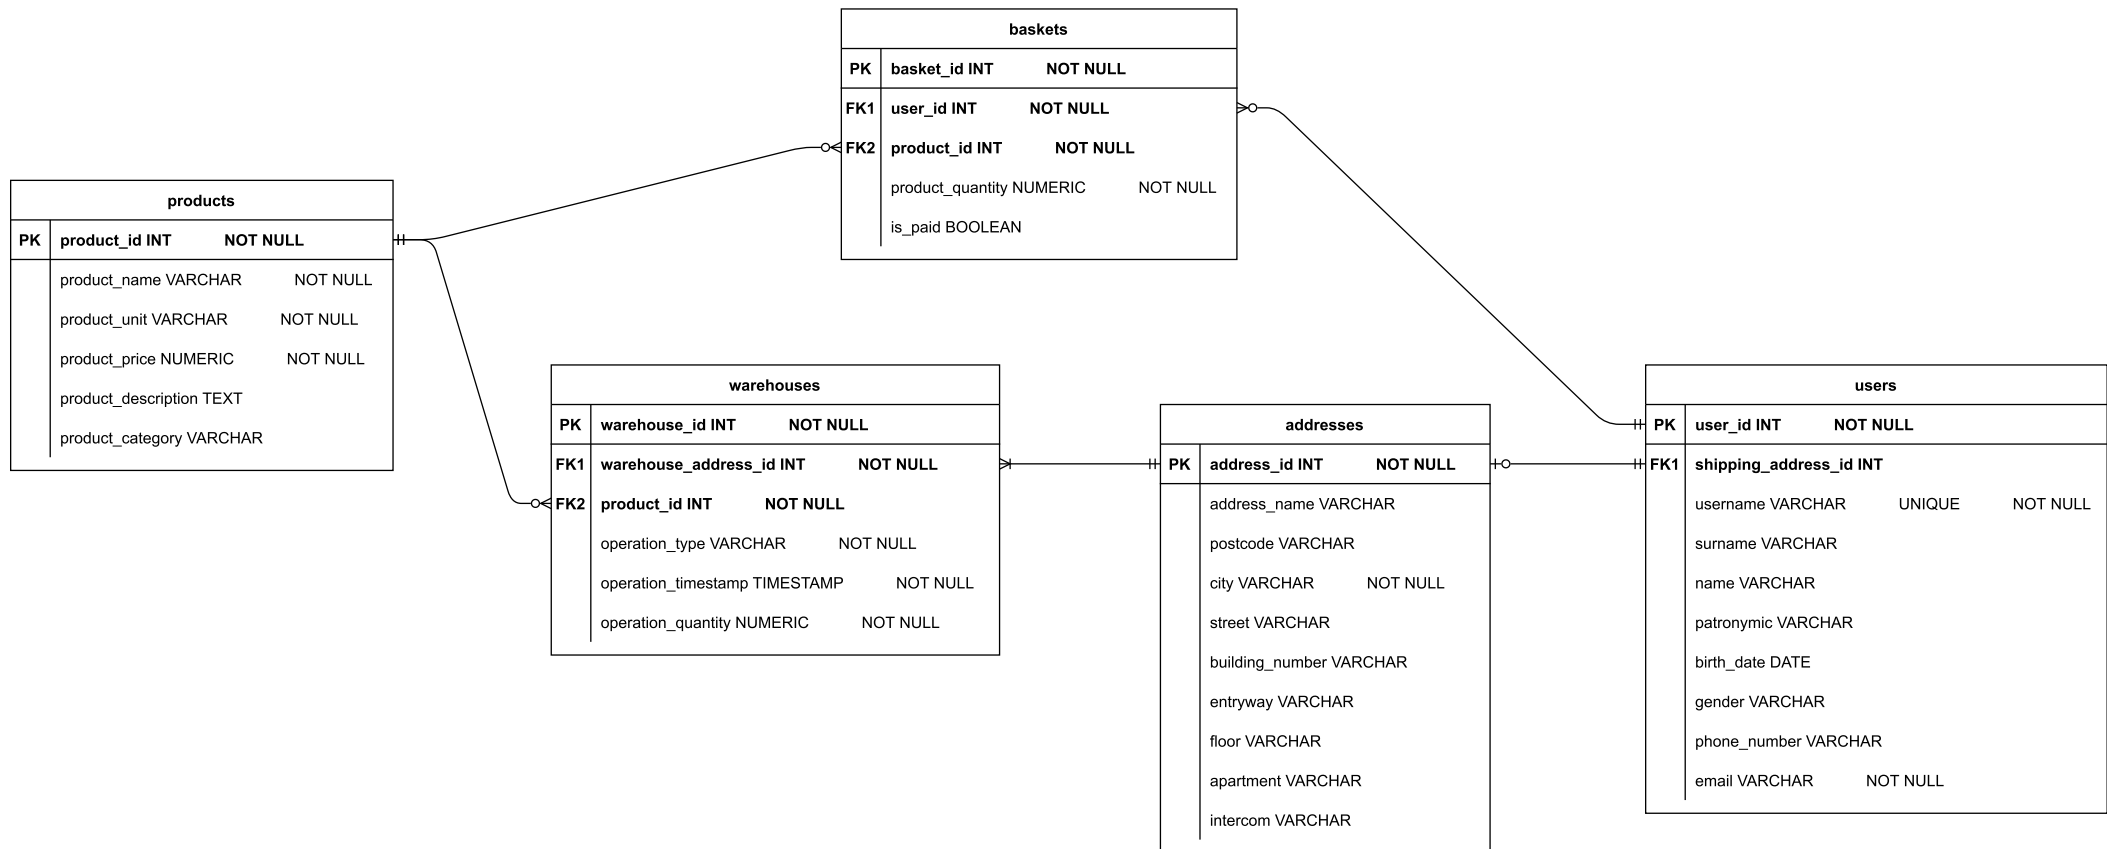 baskets
PK basket_id INT NOT NULL
FK1 user_id INT NOT NULL
FK2 product_id INT NOT NULL
product_quantity NUMERIC NOT NULL
is_paid BOOLEAN
products
PK product_id INT NOT NULL
product_name VARCHAR NOT NULL
product_unit VARCHAR NOT NULL
product_price NUMERIC NOT NULL
product_description TEXT
product_category VARCHAR
warehouses
PK warehouse_id INT NOT NULL
FK1 warehouse_address_id INT NOT NULL
FK2 product_id INT NOT NULL
operation_type VARCHAR NOT NULL
operation_timestamp TIMESTAMP NOT NULL
operation_quantity NUMERIC NOT NULL
addresses
PK address_id INT NOT NULL
address_name VARCHAR
postcode VARCHAR
city VARCHAR NOT NULL
street VARCHAR
building_number VARCHAR
entryway VARCHAR
floor VARCHAR
apartment VARCHAR
intercom VARCHAR
users
PK user_id INT NOT NULL
FK1 shipping_address_id INT
username VARCHAR UNIQUE NOT NULL
surname VARCHAR
name VARCHAR
patronymic VARCHAR
birth_date DATE
gender VARCHAR
phone_number VARCHAR
email VARCHAR NOT NULL